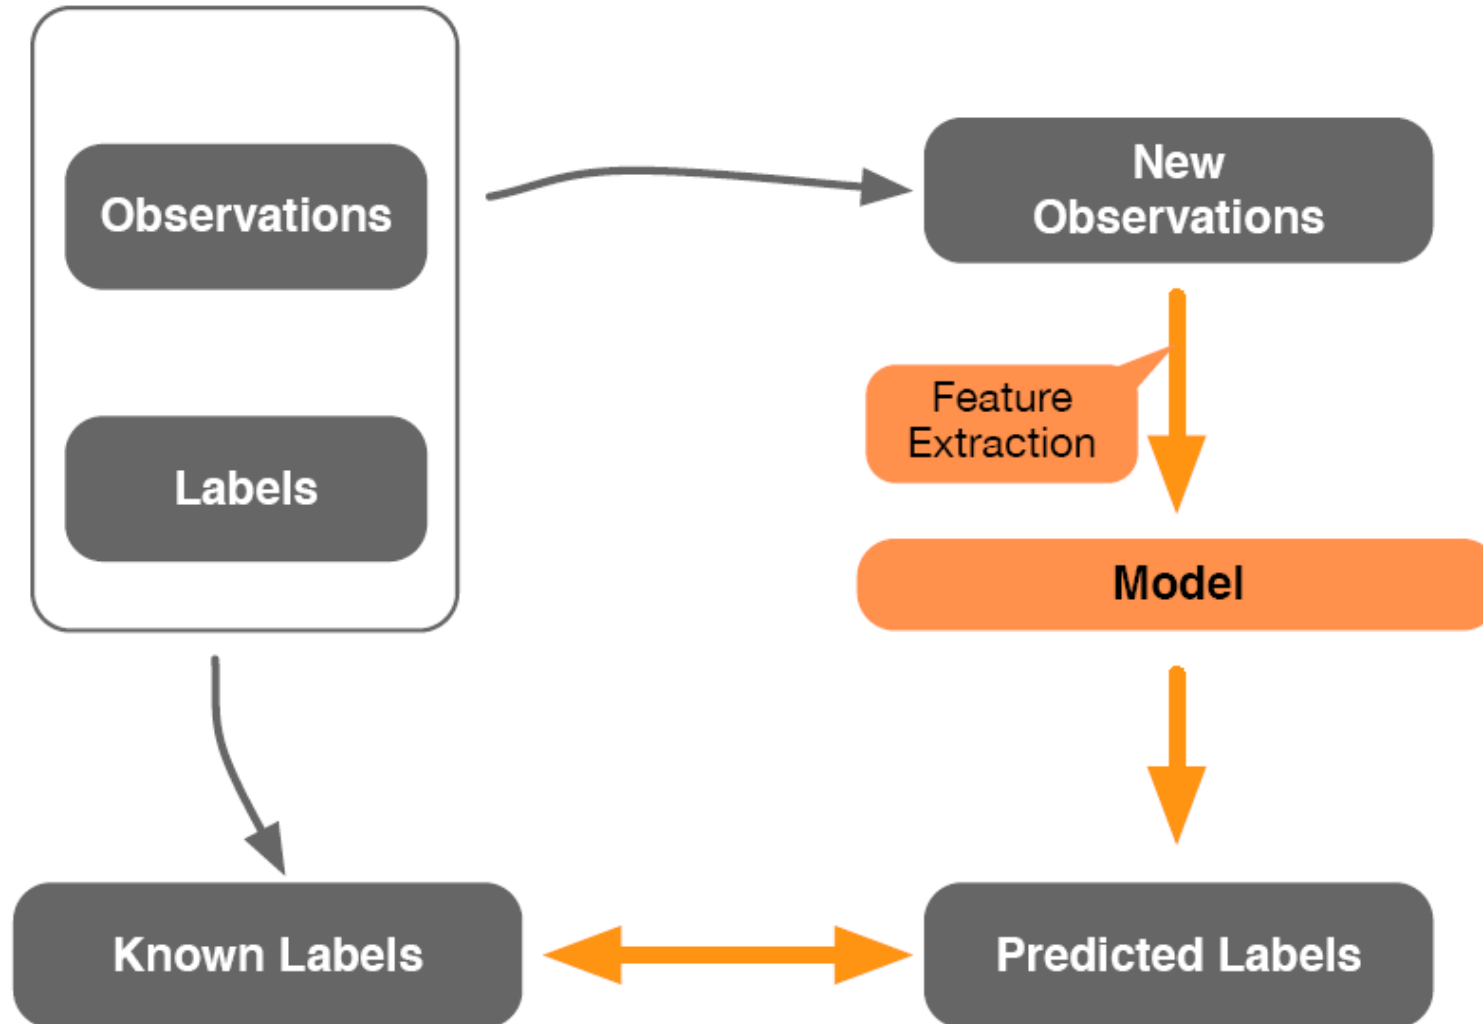 Observations
Labels
New
Observations
Feature
Extraction
Model
Known Labels
Predicted Labels